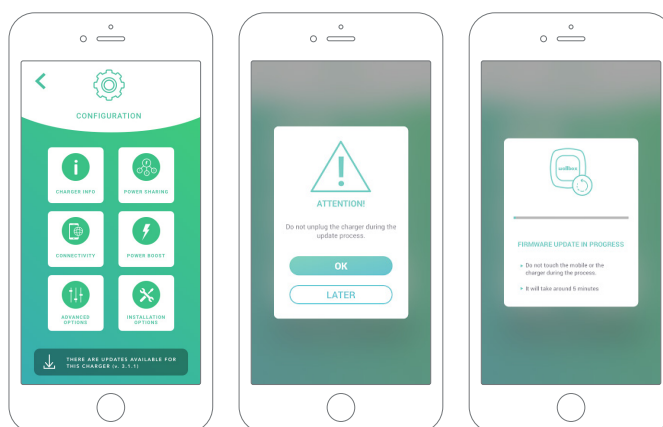 CONFIGURATION
CHARGER INFO
POWER SHARING
CONNECTIVITY
POWER BOOST
ADVANCED
OPTIONS
INSTALLATION
OPTIONS
THERE ARE UPDATES AVAILABLE FOR
THIS CHARGER (v. 3.1.1)
ATTENTION!
Do not unplug the charger during the
update process.
OK
LATER
wallbox
FIRMWARE UPDATE IN PROGRESS
▸ Do not touch the mobile or the
charger during the process.
▸ It will take around 5 minutes